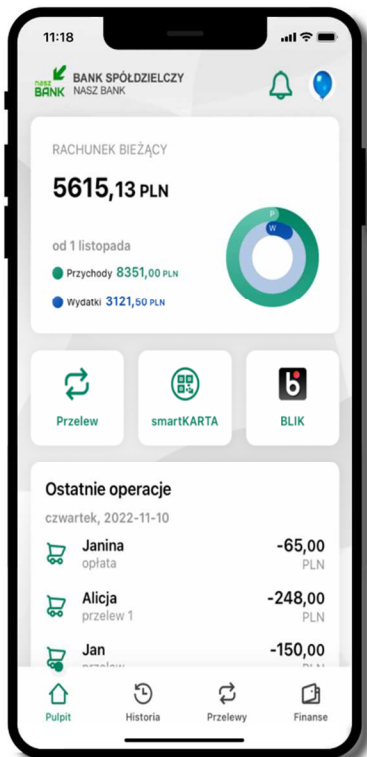 11:18
nasz
BANK
BANK SPÓŁDZIELCZY
NASZ BANK
RACHUNEK BIEŻĄCY
5615,13 PLN
od 1 listopada
Przychody 8351,00 PLN
Wydatki 3121,50 PLN
P
W
Przelew
smartKARTA
BLIK
Ostatnie operacje
czwartek, 2022-11-10
Janina
-65,00
opłata
PLN
Alicja
-248,00
przelew 1
PLN
Jan
-150,00
Pulpit
Historia
Przelewy
Finanse